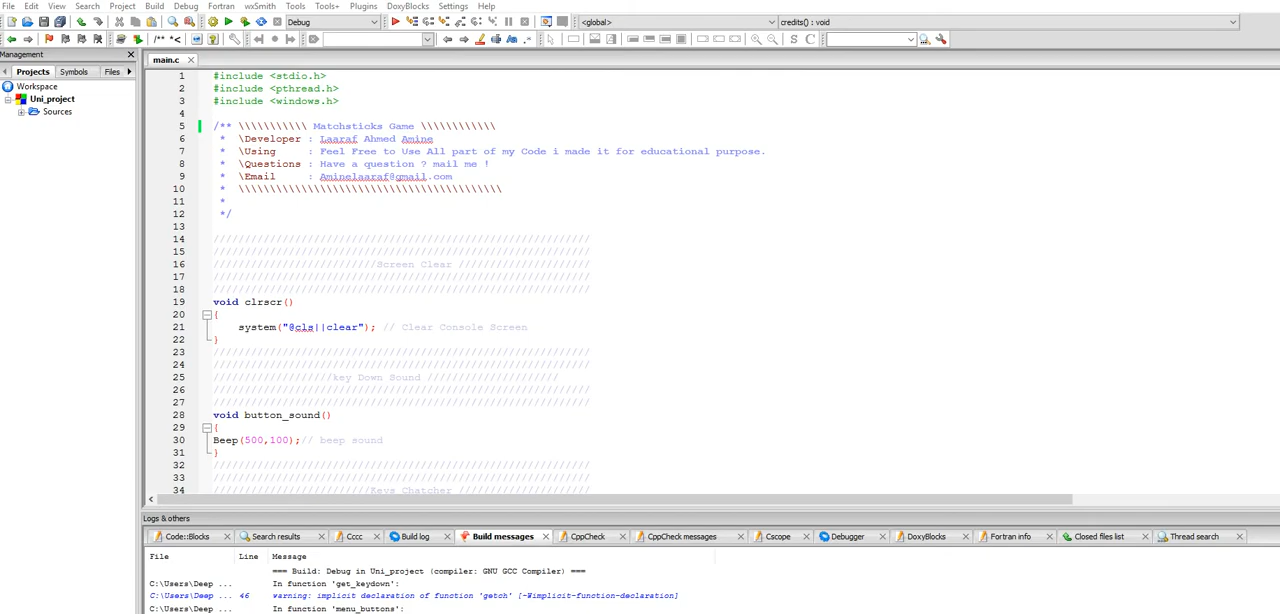 File Edit View Search Project Build Debug Fortran wxSmith Tools Tools+ Plugins DoxyBlocks Settings Help
Debug <global> credits() : void
/** *<
S C
Management
main.c
Projects Symbols Files
Workspace
Uni_project
Sources
1 #include <stdio.h>
2 #include <pthread.h>
3 #include <windows.h>
4
5 /** \\\\\\\\\\\ Matchsticks Game \\\\\\\\\\\\
6 * \Developer : Laaraf Ahmed Amine
7 * \Using : Feel Free to Use All part of my Code i made it for educational purpose.
8 * \Questions : Have a question ? mail me !
9 * \Email : Aminelaaraf@gmail.com
10 * \\\\\\\\\\\\\\\\\\\\\\\\\\\\\\\\\\\\\\\\\\
11 *
12 */
13
14 ////////////////////////////////////////////////////////////
15 ////////////////////////////////////////////////////////////
16 //////////////////////////Screen Clear /////////////////////
17 ////////////////////////////////////////////////////////////
18 ////////////////////////////////////////////////////////////
19 void clrscr()
20 {
21 system("@cls||clear"); // Clear Console Screen
22 }
23 ////////////////////////////////////////////////////////////
24 ////////////////////////////////////////////////////////////
25 ///////////////////key Down Sound /////////////////////
26 ////////////////////////////////////////////////////////////
27 ////////////////////////////////////////////////////////////
28 void button_sound()
29 {
30 Beep(500,100);// beep sound
31 }
32 ////////////////////////////////////////////////////////////
33 ////////////////////////////////////////////////////////////
34 /////////////////////////Keys Chatcher /////////////////////
Logs & others
Code::Blocks Search results Cccc Build log Build messages CppCheck CppCheck messages Cscope Debugger DoxyBlocks Fortran info Closed files list Thread search
File Line Message
=== Build: Debug in Uni_project (compiler: GNU GCC Compiler) ===
C:\Users\Deep ... In function 'get_keydown':
C:\Users\Deep ... 46 warning: implicit declaration of function 'getch' [-Wimplicit-function-declaration]
C:\Users\Deep ... In function 'menu_buttons':